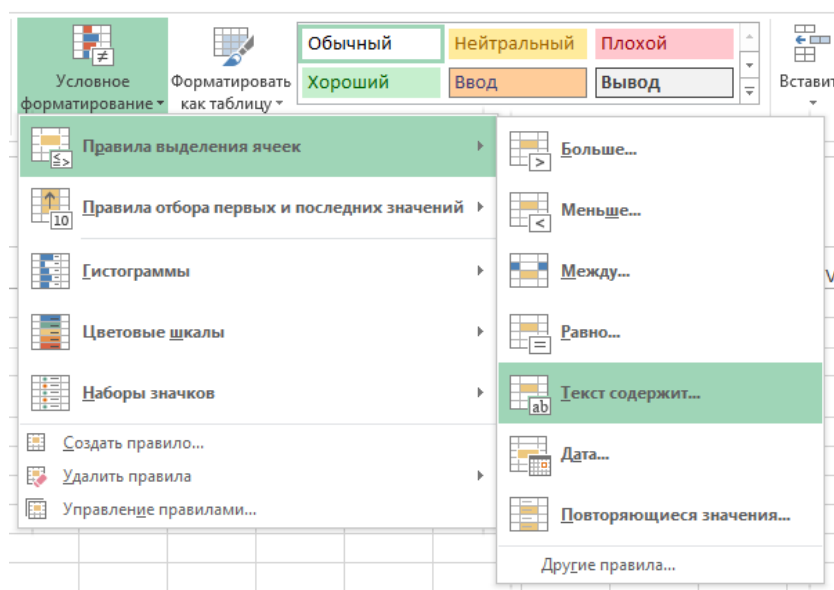 Условное
форматирование
Форматировать
как таблицу
Обычный
Нейтральный
Плохой
Хороший
Ввод
Вывод
Правила выделения ячеек
Правила отбора первых и последних значений
10
Гистограммы
Цветовые шкалы
Наборы значков
Создать правило...
Удалить правила
Управление правилами...
Больше...
Меньше...
Между...
Равно...
Текст содержит...
ab
Дата...
Повторяющиеся значения...
Другие правила...